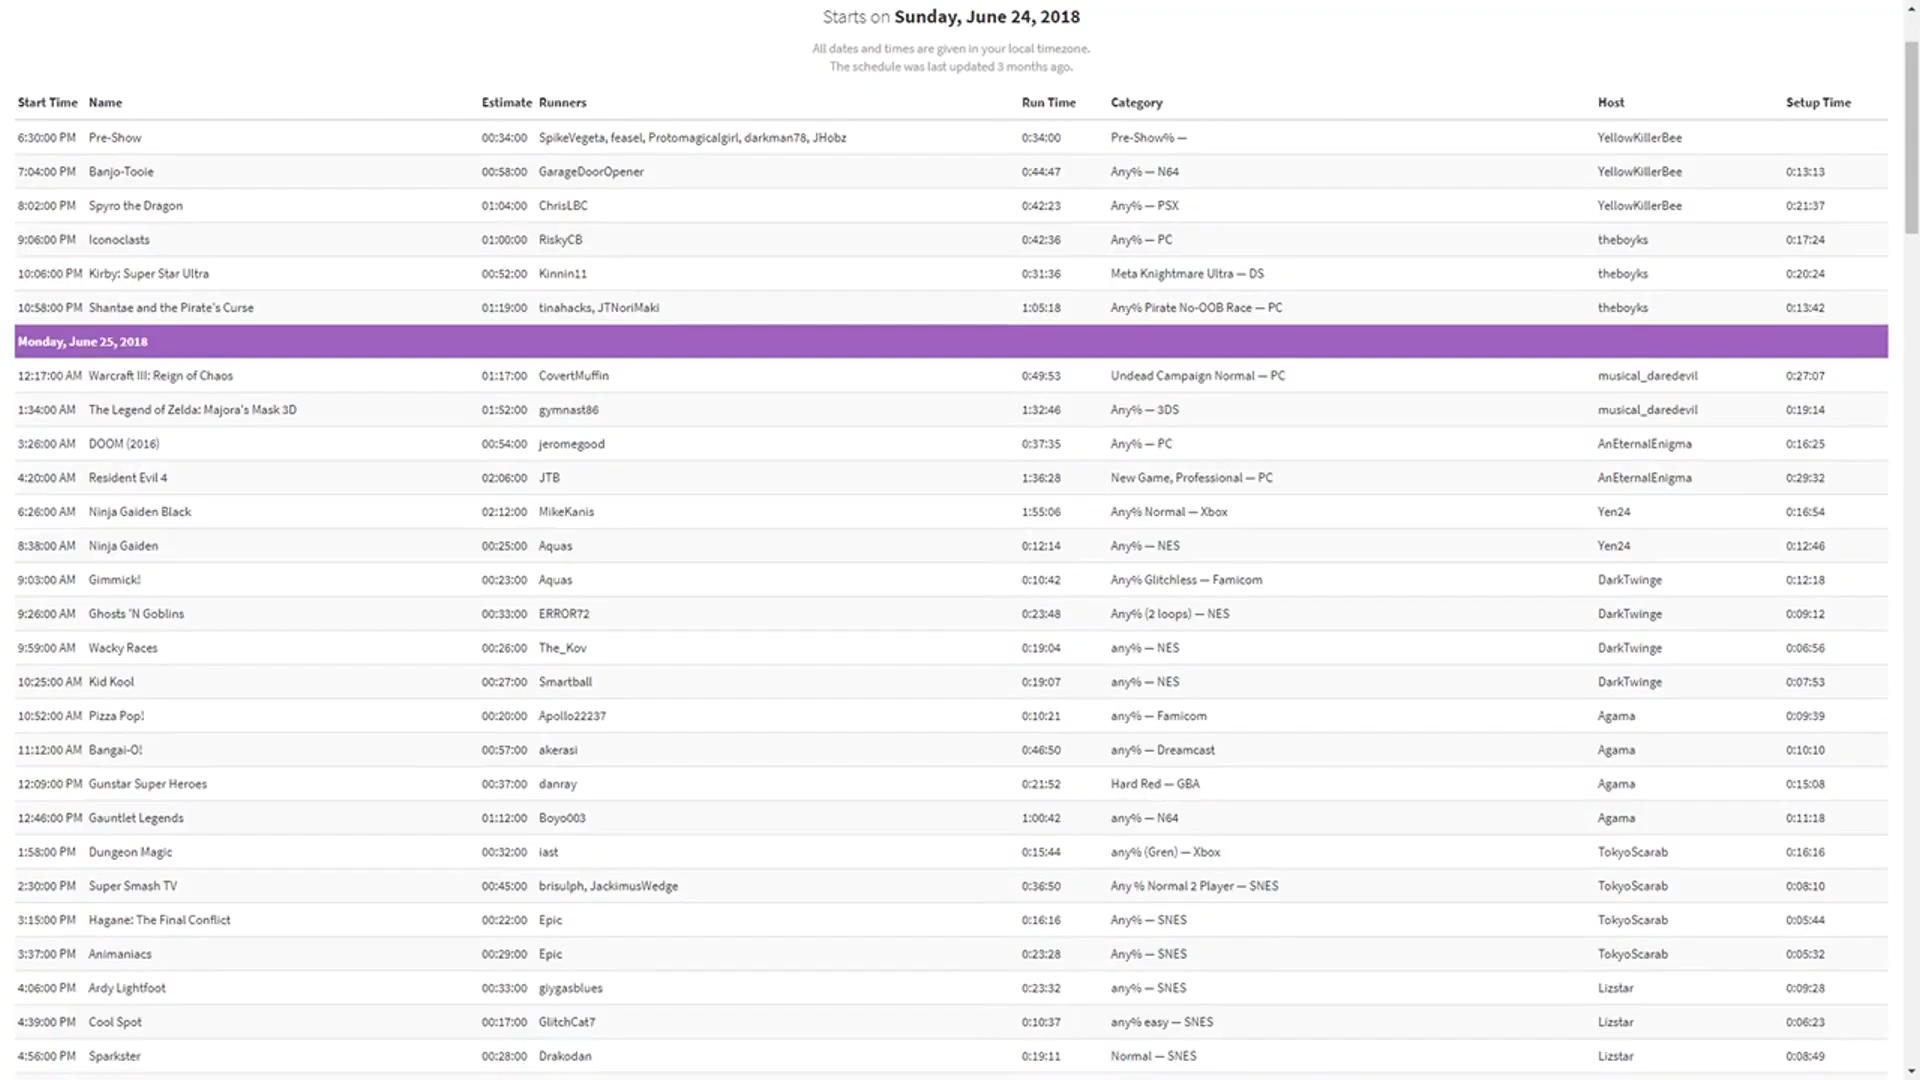 Starts on Sunday, June 24, 2018
All dates and times are given in your local timezone.
The schedule was last updated 3 months ago.
Start Time Name Estimate Runners Run Time Category Host Setup Time
6:30:00 PM Pre-Show 00:34:00 SpikeVegeta, feasel, Protomagicalgirl, darkman78, JHobz 0:34:00 Pre-Show% — YellowKillerBee
7:04:00 PM Banjo-Tooie 00:58:00 GarageDoorOpener 0:44:47 Any% — N64 YellowKillerBee 0:13:13
8:02:00 PM Spyro the Dragon 01:04:00 ChrisLBC 0:42:23 Any% — PSX YellowKillerBee 0:21:37
9:06:00 PM Iconoclasts 01:00:00 RiskyCB 0:42:36 Any% — PC theboyks 0:17:24
10:06:00 PM Kirby: Super Star Ultra 00:52:00 Kinnin11 0:31:36 Meta Knightmare Ultra — DS theboyks 0:20:24
10:58:00 PM Shantae and the Pirate's Curse 01:19:00 tinahacks, JTNoriMaki 1:05:18 Any% Pirate No-OOB Race — PC theboyks 0:13:42
Monday, June 25, 2018
12:17:00 AM Warcraft III: Reign of Chaos 01:17:00 CovertMuffin 0:49:53 Undead Campaign Normal — PC musical_daredevil 0:27:07
1:34:00 AM The Legend of Zelda: Majora's Mask 3D 01:52:00 gymnast86 1:32:46 Any% — 3DS musical_daredevil 0:19:14
3:26:00 AM DOOM (2016) 00:54:00 jeromegood 0:37:35 Any% — PC AnEternalEnigma 0:16:25
4:20:00 AM Resident Evil 4 02:06:00 JTB 1:36:28 New Game, Professional — PC AnEternalEnigma 0:29:32
6:26:00 AM Ninja Gaiden Black 02:12:00 MikeKanis 1:55:06 Any% Normal — Xbox Yen24 0:16:54
8:38:00 AM Ninja Gaiden 00:25:00 Aquas 0:12:14 Any% — NES Yen24 0:12:46
9:03:00 AM Gimmick! 00:23:00 Aquas 0:10:42 Any% Glitchless — Famicom DarkTwinge 0:12:18
9:26:00 AM Ghosts 'N Goblins 00:33:00 ERROR72 0:23:48 Any% (2 loops) — NES DarkTwinge 0:09:12
9:59:00 AM Wacky Races 00:26:00 The_Kov 0:19:04 any% — NES DarkTwinge 0:06:56
10:25:00 AM Kid Kool 00:27:00 Smartball 0:19:07 any% — NES DarkTwinge 0:07:53
10:52:00 AM Pizza Pop! 00:20:00 Apollo22237 0:10:21 any% — Famicom Agama 0:09:39
11:12:00 AM Bangai-O! 00:57:00 akerasi 0:46:50 any% — Dreamcast Agama 0:10:10
12:09:00 PM Gunstar Super Heroes 00:37:00 danray 0:21:52 Hard Red — GBA Agama 0:15:08
12:46:00 PM Gauntlet Legends 01:12:00 Boyo003 1:00:42 any% — N64 Agama 0:11:18
1:58:00 PM Dungeon Magic 00:32:00 iast 0:15:44 any% (Gren) — Xbox TokyoScarab 0:16:16
2:30:00 PM Super Smash TV 00:45:00 brisulph, JackimusWedge 0:36:50 Any % Normal 2 Player — SNES TokyoScarab 0:08:10
3:15:00 PM Hagane: The Final Conflict 00:22:00 Epic 0:16:16 Any% — SNES TokyoScarab 0:05:44
3:37:00 PM Animaniacs 00:29:00 Epic 0:23:28 Any% — SNES TokyoScarab 0:05:32
4:06:00 PM Ardy Lightfoot 00:33:00 giygasblues 0:23:32 any% — SNES Lizstar 0:09:28
4:39:00 PM Cool Spot 00:17:00 GlitchCat7 0:10:37 any% easy — SNES Lizstar 0:06:23
4:56:00 PM Sparkster 00:28:00 Drakodan 0:19:11 Normal — SNES Lizstar 0:08:49